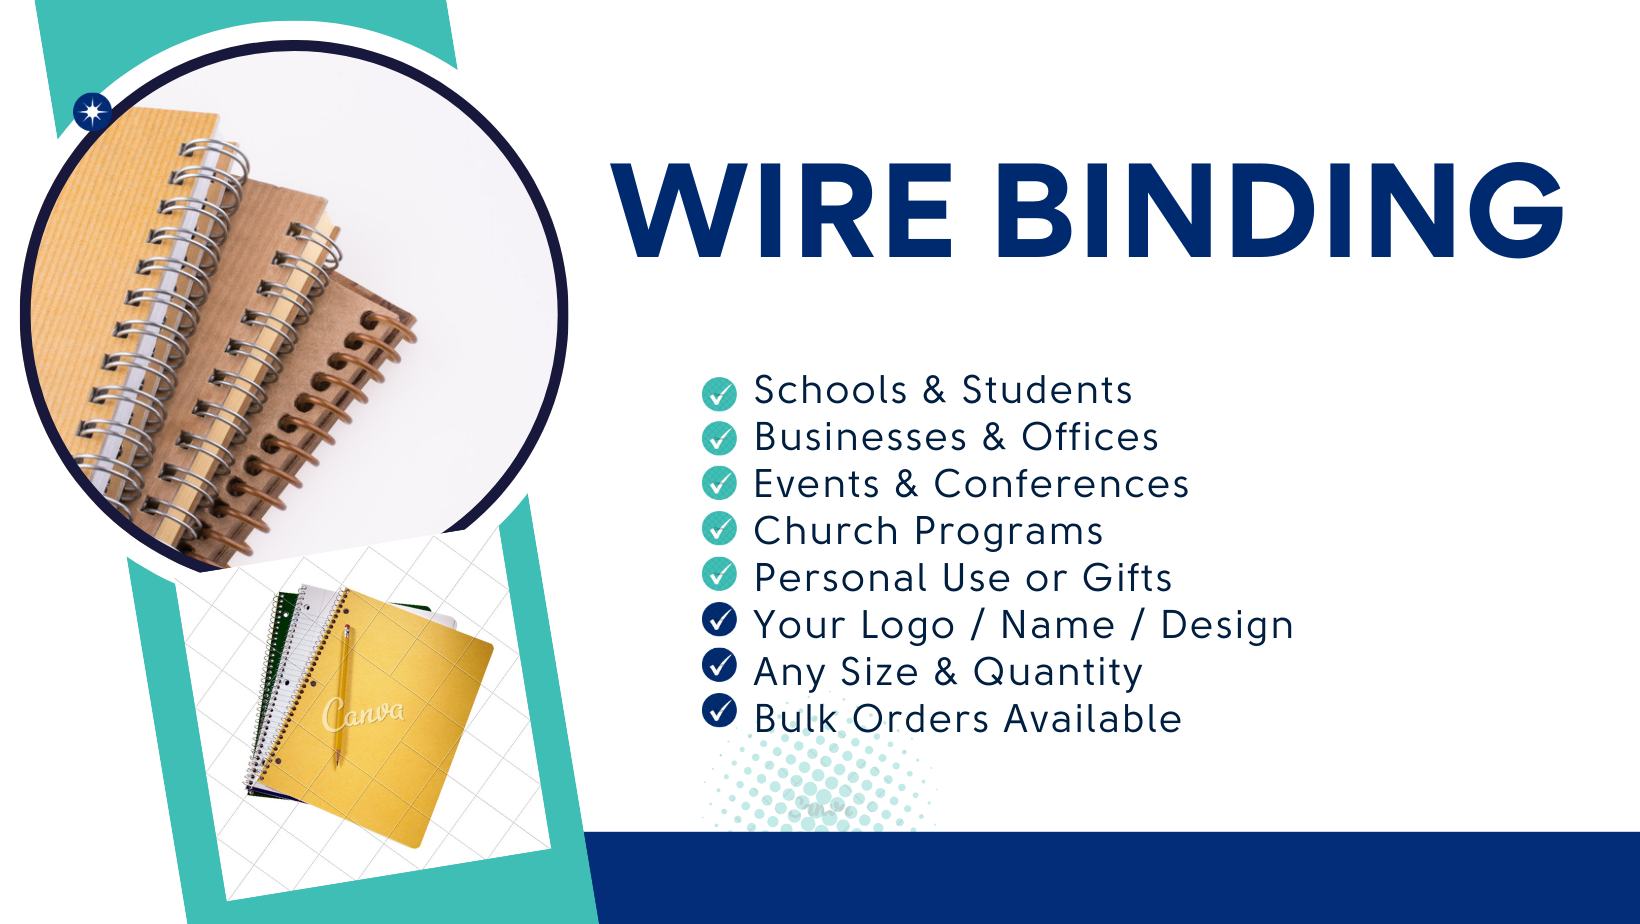 WIRE BINDING
Schools & Students
Businesses & Offices
Events & Conferences
Church Programs
Personal Use or Gifts
Your Logo / Name / Design
Any Size & Quantity
Bulk Orders Available
Canva